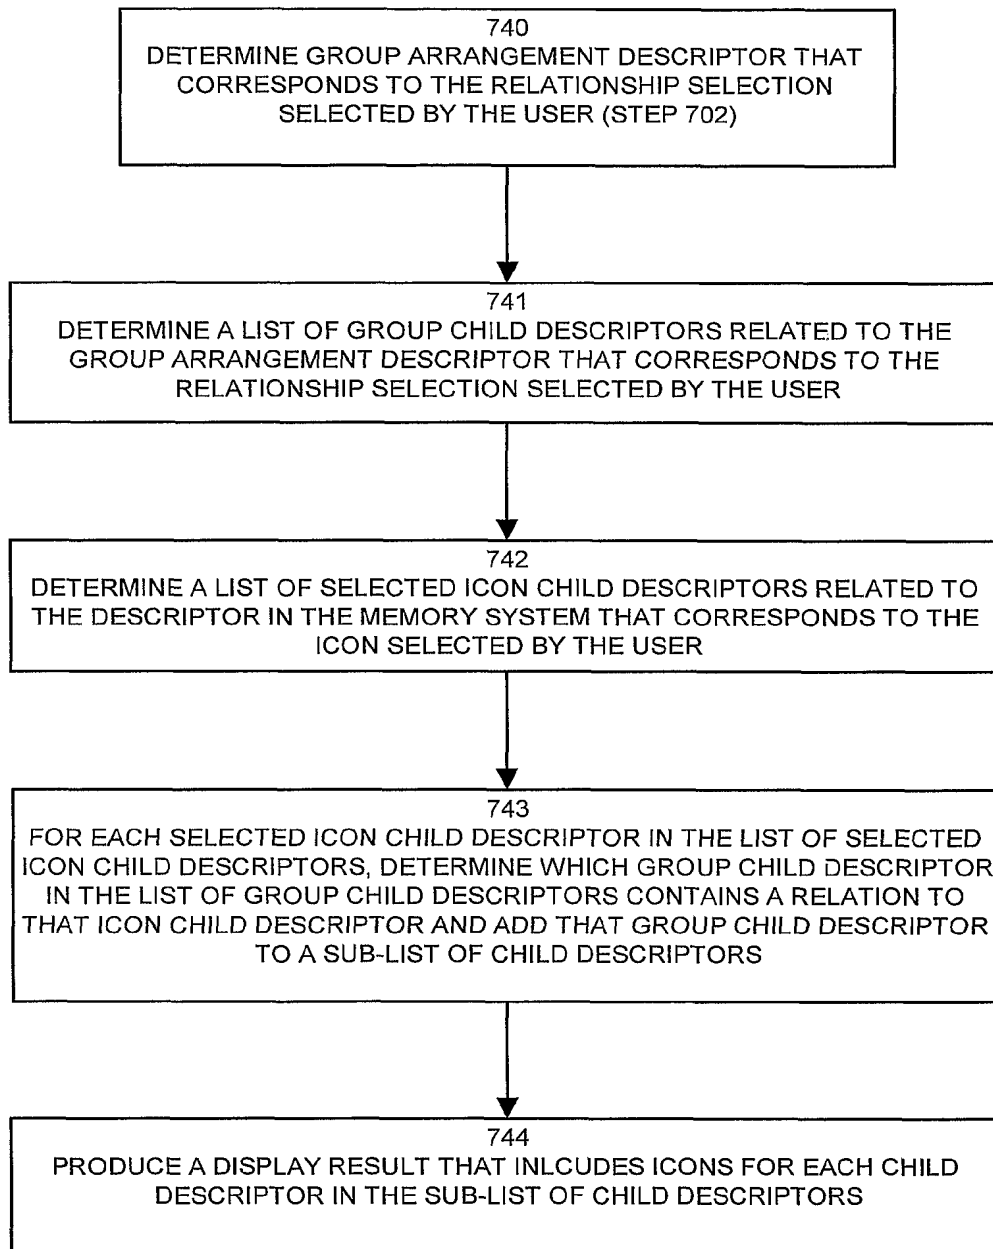 740
DETERMINE GROUP ARRANGEMENT DESCRIPTOR THAT
CORRESPONDS TO THE RELATIONSHIP SELECTION
SELECTED BY THE USER (STEP 702)
741
DETERMINE A LIST OF GROUP CHILD DESCRIPTORS RELATED TO THE
GROUP ARRANGEMENT DESCRIPTOR THAT CORRESPONDS TO THE
RELATIONSHIP SELECTION SELECTED BY THE USER
742
DETERMINE A LIST OF SELECTED ICON CHILD DESCRIPTORS RELATED TO
THE DESCRIPTOR IN THE MEMORY SYSTEM THAT CORRESPONDS TO THE
ICON SELECTED BY THE USER
743
FOR EACH SELECTED ICON CHILD DESCRIPTOR IN THE LIST OF SELECTED
ICON CHILD DESCRIPTORS, DETERMINE WHICH GROUP CHILD DESCRIPTOR
IN THE LIST OF GROUP CHILD DESCRIPTORS CONTAINS A RELATION TO
THAT ICON CHILD DESCRIPTOR AND ADD THAT GROUP CHILD DESCRIPTOR
TO A SUB-LIST OF CHILD DESCRIPTORS
744
PRODUCE A DISPLAY RESULT THAT INLCUDES ICONS FOR EACH CHILD
DESCRIPTOR IN THE SUB-LIST OF CHILD DESCRIPTORS